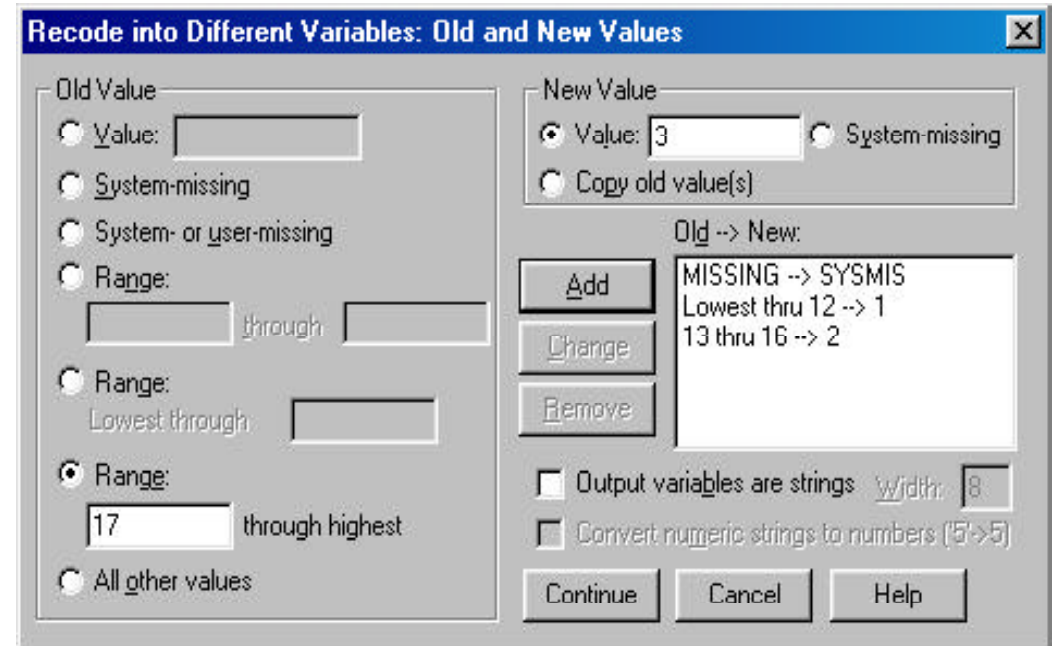 Recode into Different Variables: Old and New Values
Old Value
Value:
System-missing
System- or user-missing
Range:
through
Range:
Lowest through
Range:
17 through highest
All other values
New Value
Value: 3 System-missing
Copy old value(s)
Old --> New:
Add
Change
Remove
MISSING --> SYSMIS
Lowest thru 12 --> 1
13 thru 16 --> 2
Output variables are strings Width: 8
Convert numeric strings to numbers ('5'->5)
Continue Cancel Help